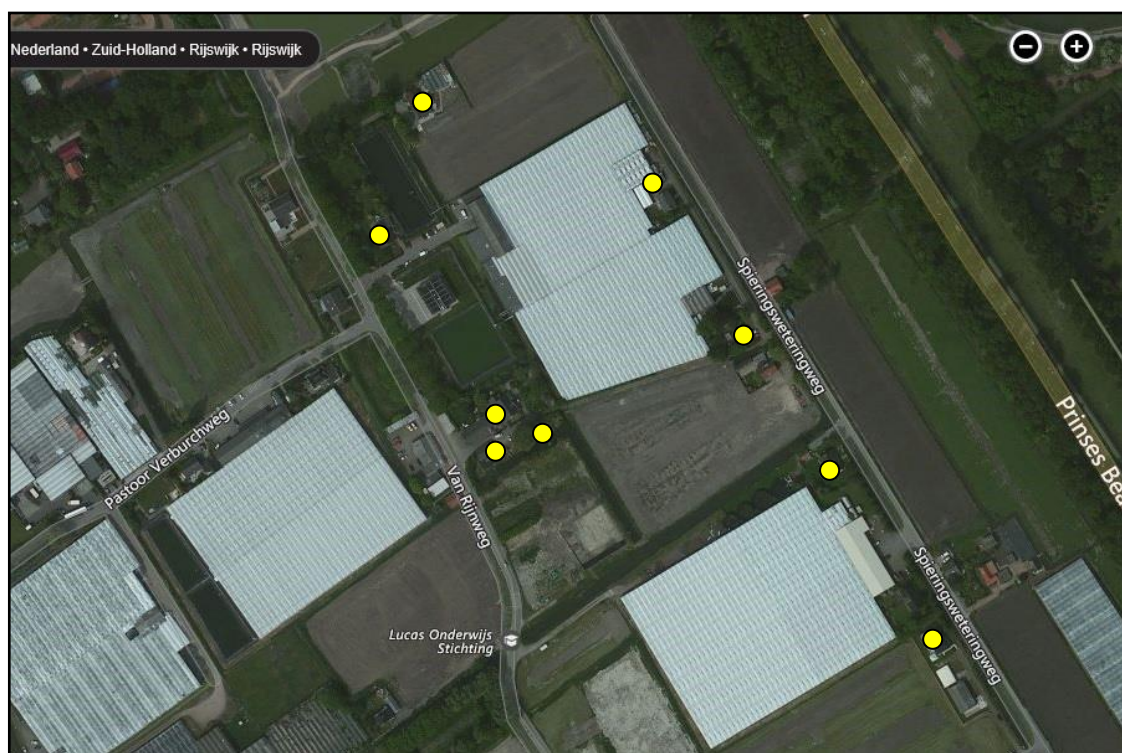 Nederland • Zuid-Holland • Rijswijk • Rijswijk
Spieringsweteringweg
Prinses Bea
Pastoor Verburchweg
Van Rijnweg
Spieringsweteringweg
Lucas Onderwijs
Stichting